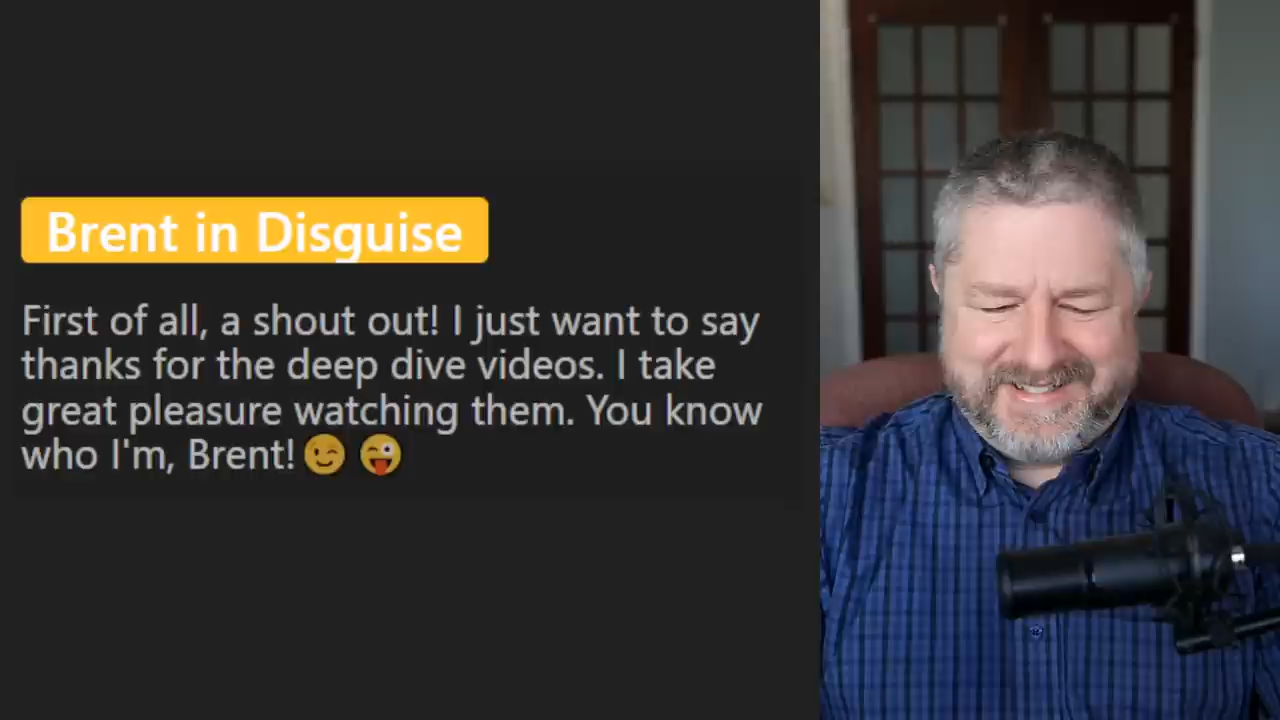 Brent in Disguise
First of all, a shout out! I just want to say
thanks for the deep dive videos. I take
great pleasure watching them. You know
who I'm, Brent!😉 😜